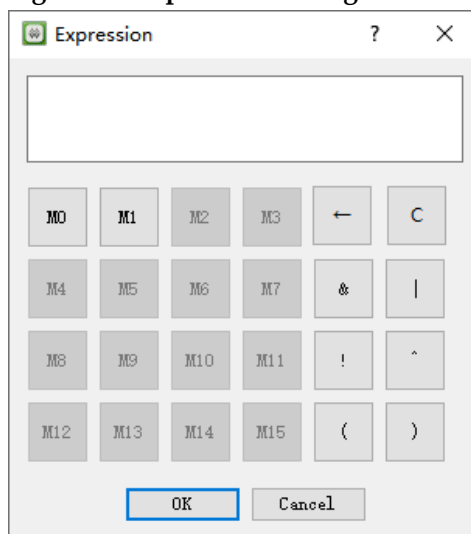 Expression ? ×
M0 M1 M2 M3 ← C
M4 M5 M6 M7 & |
M8 M9 M10 M11 ! ^
M12 M13 M14 M15 ( )
OK Cancel